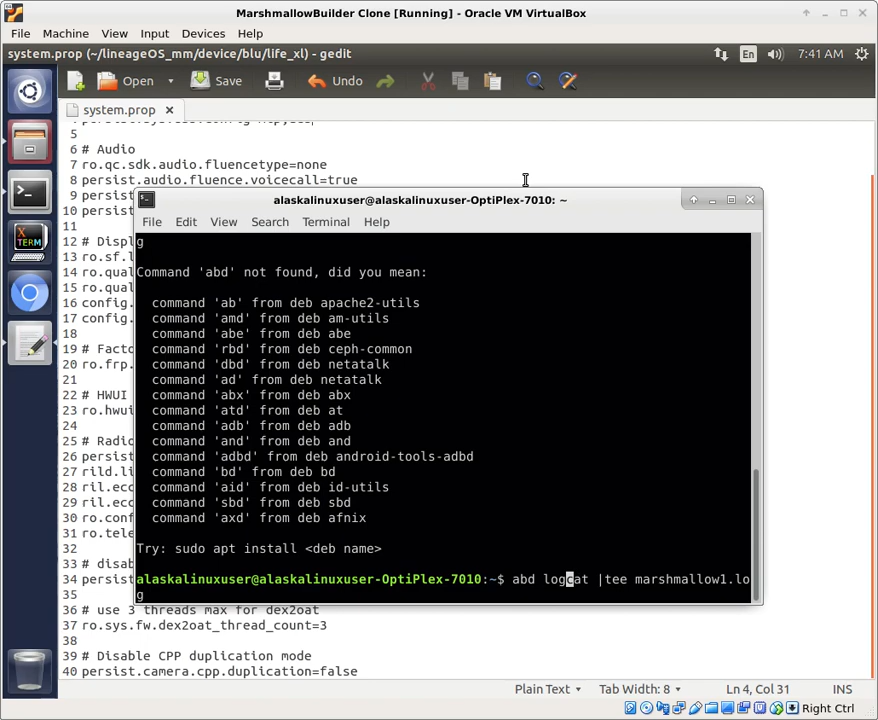 MarshmallowBuilder Clone [Running] - Oracle VM VirtualBox
File Machine View Input Devices Help
system.prop (~/lineageOS_mm/device/blu/life_xl) - gedit
En
7:41 AM
Open
Save
Undo
system.prop
5
6 # Audio
7 ro.qc.sdk.audio.fluencetype=none
8 persist.audio.fluence.voicecall=true
9 persist
10 persist
11
12 # Displ
13 ro.sf.l
14 ro.qual
15 ro.qual
16 config.
17 config.
18
19 # Facto
20 ro.frp.
21
22 # HWUI
23 ro.hwui
24
25 # Radio
26 persist
27 rild.li
28 ril.ecc
29 ril.ecc
30 ro.conf
31 ro.tele
32
33 # disab
34 persist
35
36 # use 3 threads max for dex2oat
37 ro.sys.fw.dex2oat_thread_count=3
38
39 # Disable CPP duplication mode
40 persist.camera.cpp.duplication=false
alaskalinuxuser@alaskalinuxuser-OptiPlex-7010: ~
File Edit View Search Terminal Help
g
Command 'abd' not found, did you mean:
command 'ab' from deb apache2-utils
command 'amd' from deb am-utils
command 'abe' from deb abe
command 'rbd' from deb ceph-common
command 'dbd' from deb netatalk
command 'ad' from deb netatalk
command 'abx' from deb abx
command 'atd' from deb at
command 'adb' from deb adb
command 'and' from deb and
command 'adbd' from deb android-tools-adbd
command 'bd' from deb bd
command 'aid' from deb id-utils
command 'sbd' from deb sbd
command 'axd' from deb afnix
Try: sudo apt install <deb name>
alaskalinuxuser@alaskalinuxuser-OptiPlex-7010:~$ abd logcat |tee marshmallow1.lo
g
X TERM
Plain Text
Tab Width: 8
Ln 4, Col 31
INS
Right Ctrl